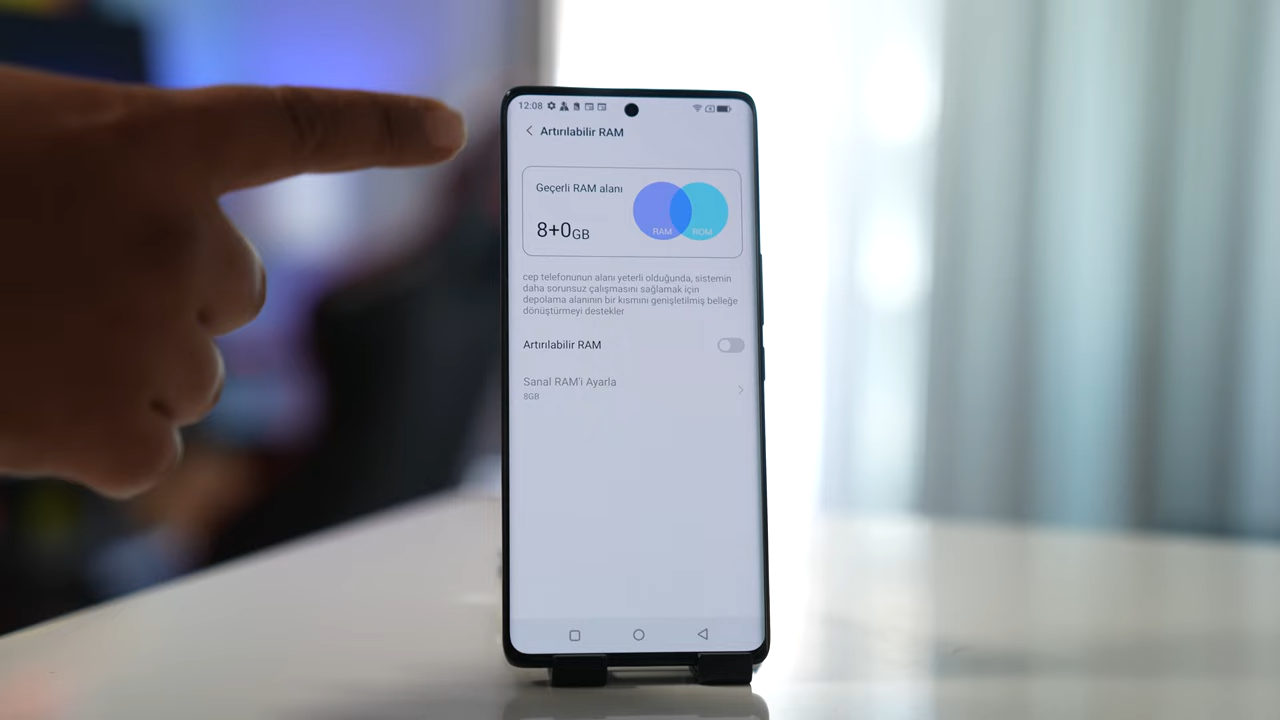 12:08
Artırılabilir RAM
Geçerli RAM alanı
8+0GB
RAM ROM
cep telefonunun alanı yeterli olduğunda, sistemin
daha sorunsuz çalışmasını sağlamak için
depolama alanının bir kısmını genişletilmiş belleğe
dönüştürmeyi destekler
Artırılabilir RAM
Sanal RAM'i Ayarla
8GB